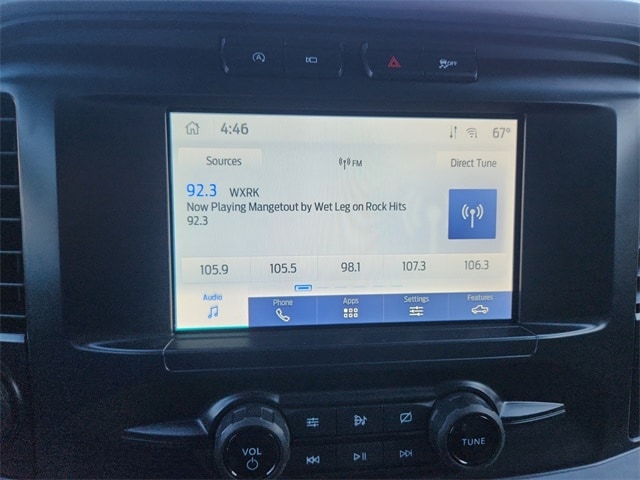 OFF
4:46
67°
Sources
FM
Direct Tune
92.3 WXRK
Now Playing Mangetout by Wet Leg on Rock Hits
92.3
105.9 105.5 98.1 107.3 106.3
Audio Phone Apps Settings Features
VOL
TUNE